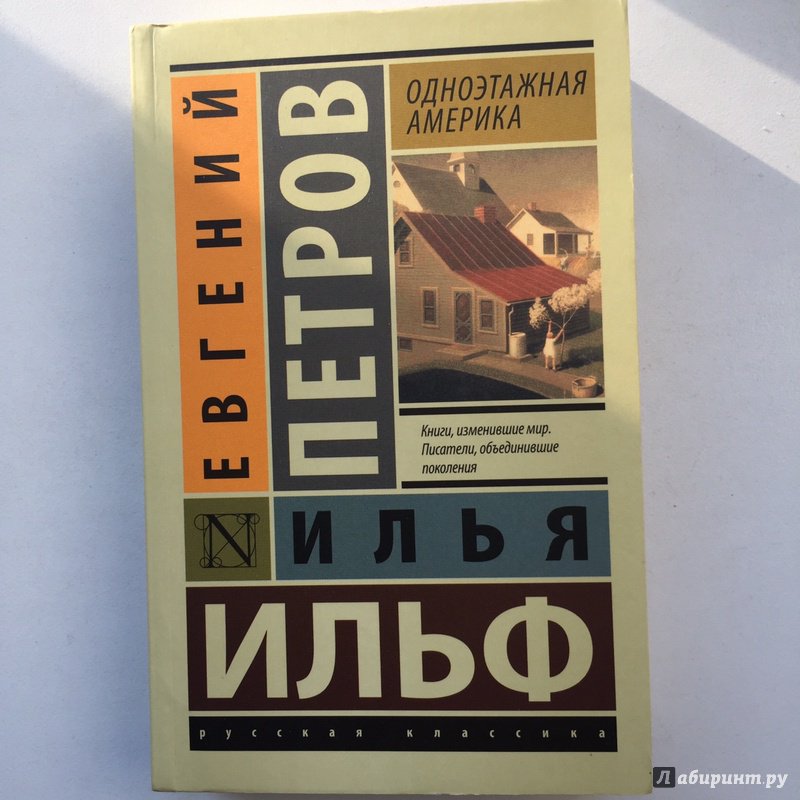 ЕВГЕНИЙ
ПЕТРОВ
ОДНОЭТАЖНАЯ
АМЕРИКА
Книги, изменившие мир.
Писатели, объединившие
поколения
N
ИЛЬЯ
ИЛЬФ
русская классика
Лабиринт.ру